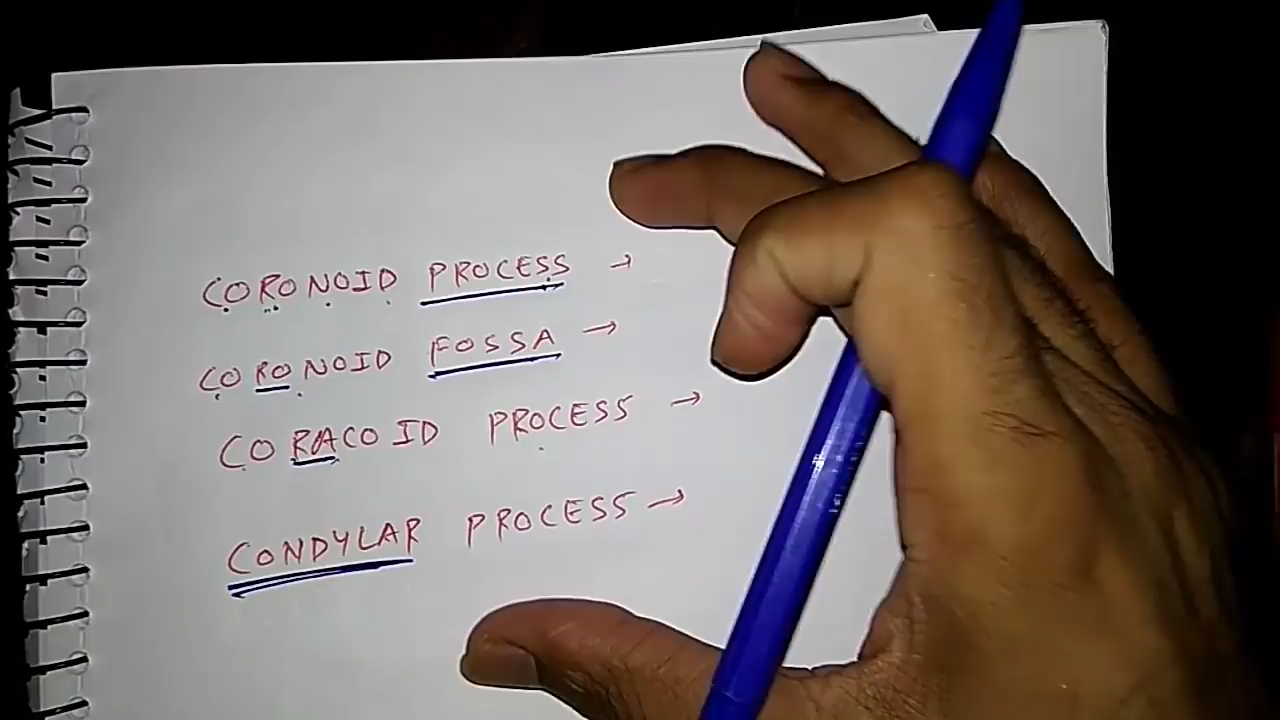 CORONOID PROCESS →
CORONOID FOSSA →
CORACOID PROCESS →
CONDYLAR PROCESS →